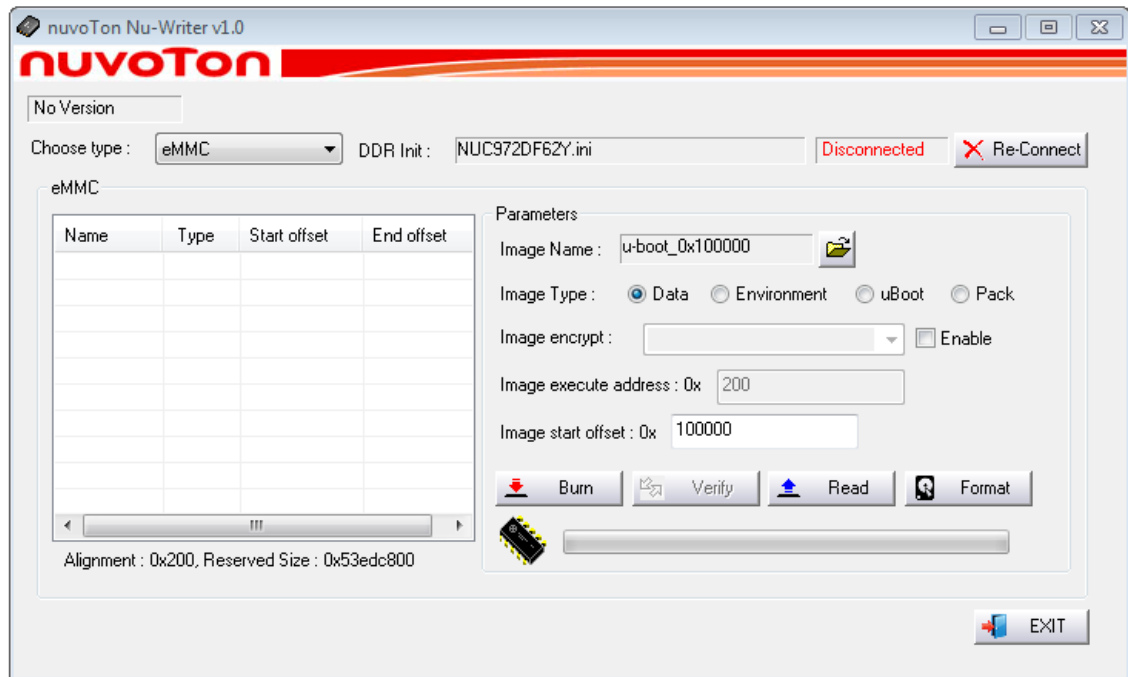 nuvoTon Nu-Writer v1.0
nuvoTon
No Version
Choose type : eMMC DDR Init : NUC972DF62Y.ini Disconnected Re-Connect
eMMC
Name Type Start offset End offset
Alignment : 0x200, Reserved Size : 0x53edc800
Parameters
Image Name : u-boot_0x100000
Image Type : Data Environment uBoot Pack
Image encrypt : Enable
Image execute address : 0x 200
Image start offset : 0x 100000
Burn Verify Read Format
EXIT